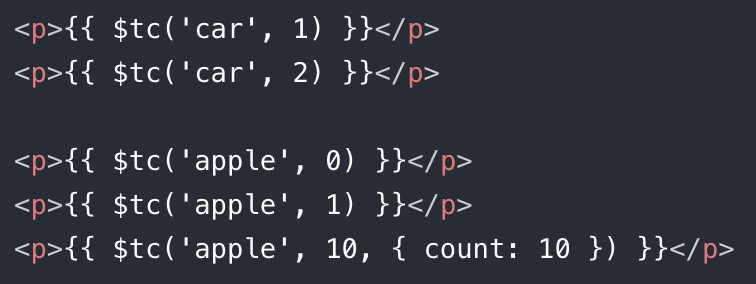 <p>{{ $tc('car', 1) }}</p>
<p>{{ $tc('car', 2) }}</p>
<p>{{ $tc('apple', 0) }}</p>
<p>{{ $tc('apple', 1) }}</p>
<p>{{ $tc('apple', 10, { count: 10 }) }}</p>